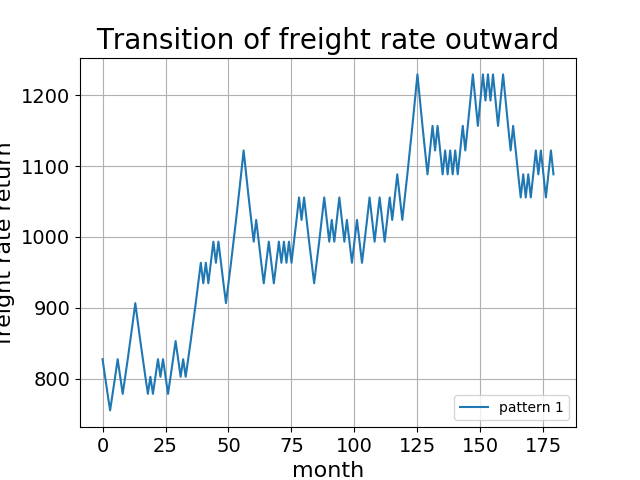 Transition of freight rate outward
freight rate return
1200
1100
1000
900
800
0 25 50 75 100 125 150 175
month
pattern 1